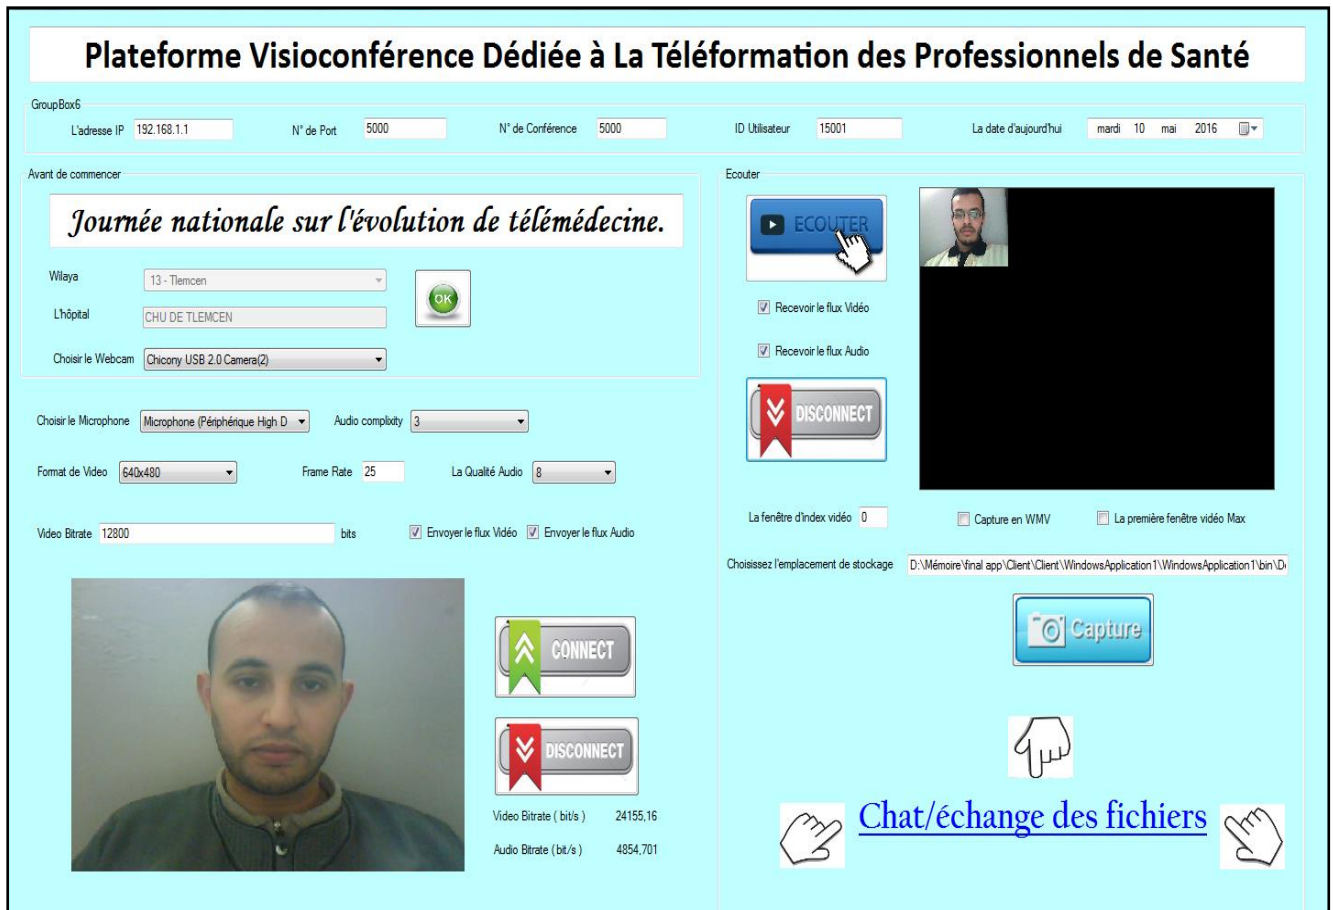 Plateforme Visioconférence Dédiée à La Téléformation des Professionnels de Santé
GroupBox6
L'adresse IP 192.168.1.1 N° de Port 5000 N° de Conférence 5000 ID Utilisateur 15001 La date d'aujourd'hui mardi 10 mai 2016
Avant de commencer
Journée nationale sur l'évolution de télémédecine.
Wilaya 13 - Tlemcen
OK
L'hôpital CHU DE TLEMCEN
Choisir le Webcam Chicony USB 2.0 Camera(2)
Choisir le Microphone Microphone (Périphérique High D Audio complixity 3
Format de Video 640x480 Frame Rate 25 La Qualité Audio 8
Video Bitrate 12800 bits Envoyer le flux Vidéo Envoyer le flux Audio
CONNECT
DISCONNECT
Video Bitrate ( bit/s ) 24155,16
Audio Bitrate ( bit/s ) 4854,701
Ecouter
ECOUTER
Recevoir le flux Vidéo
Recevoir le flux Audio
DISCONNECT
La fenêtre d'index vidéo 0 Capture en WMV La première fenêtre vidéo Max
Choisissez l'emplacement de stockage D:\Mémoire\final app\Client\Client\WindowsApplication1\WindowsApplication1\bin\
Capture
Chat/échange des fichiers